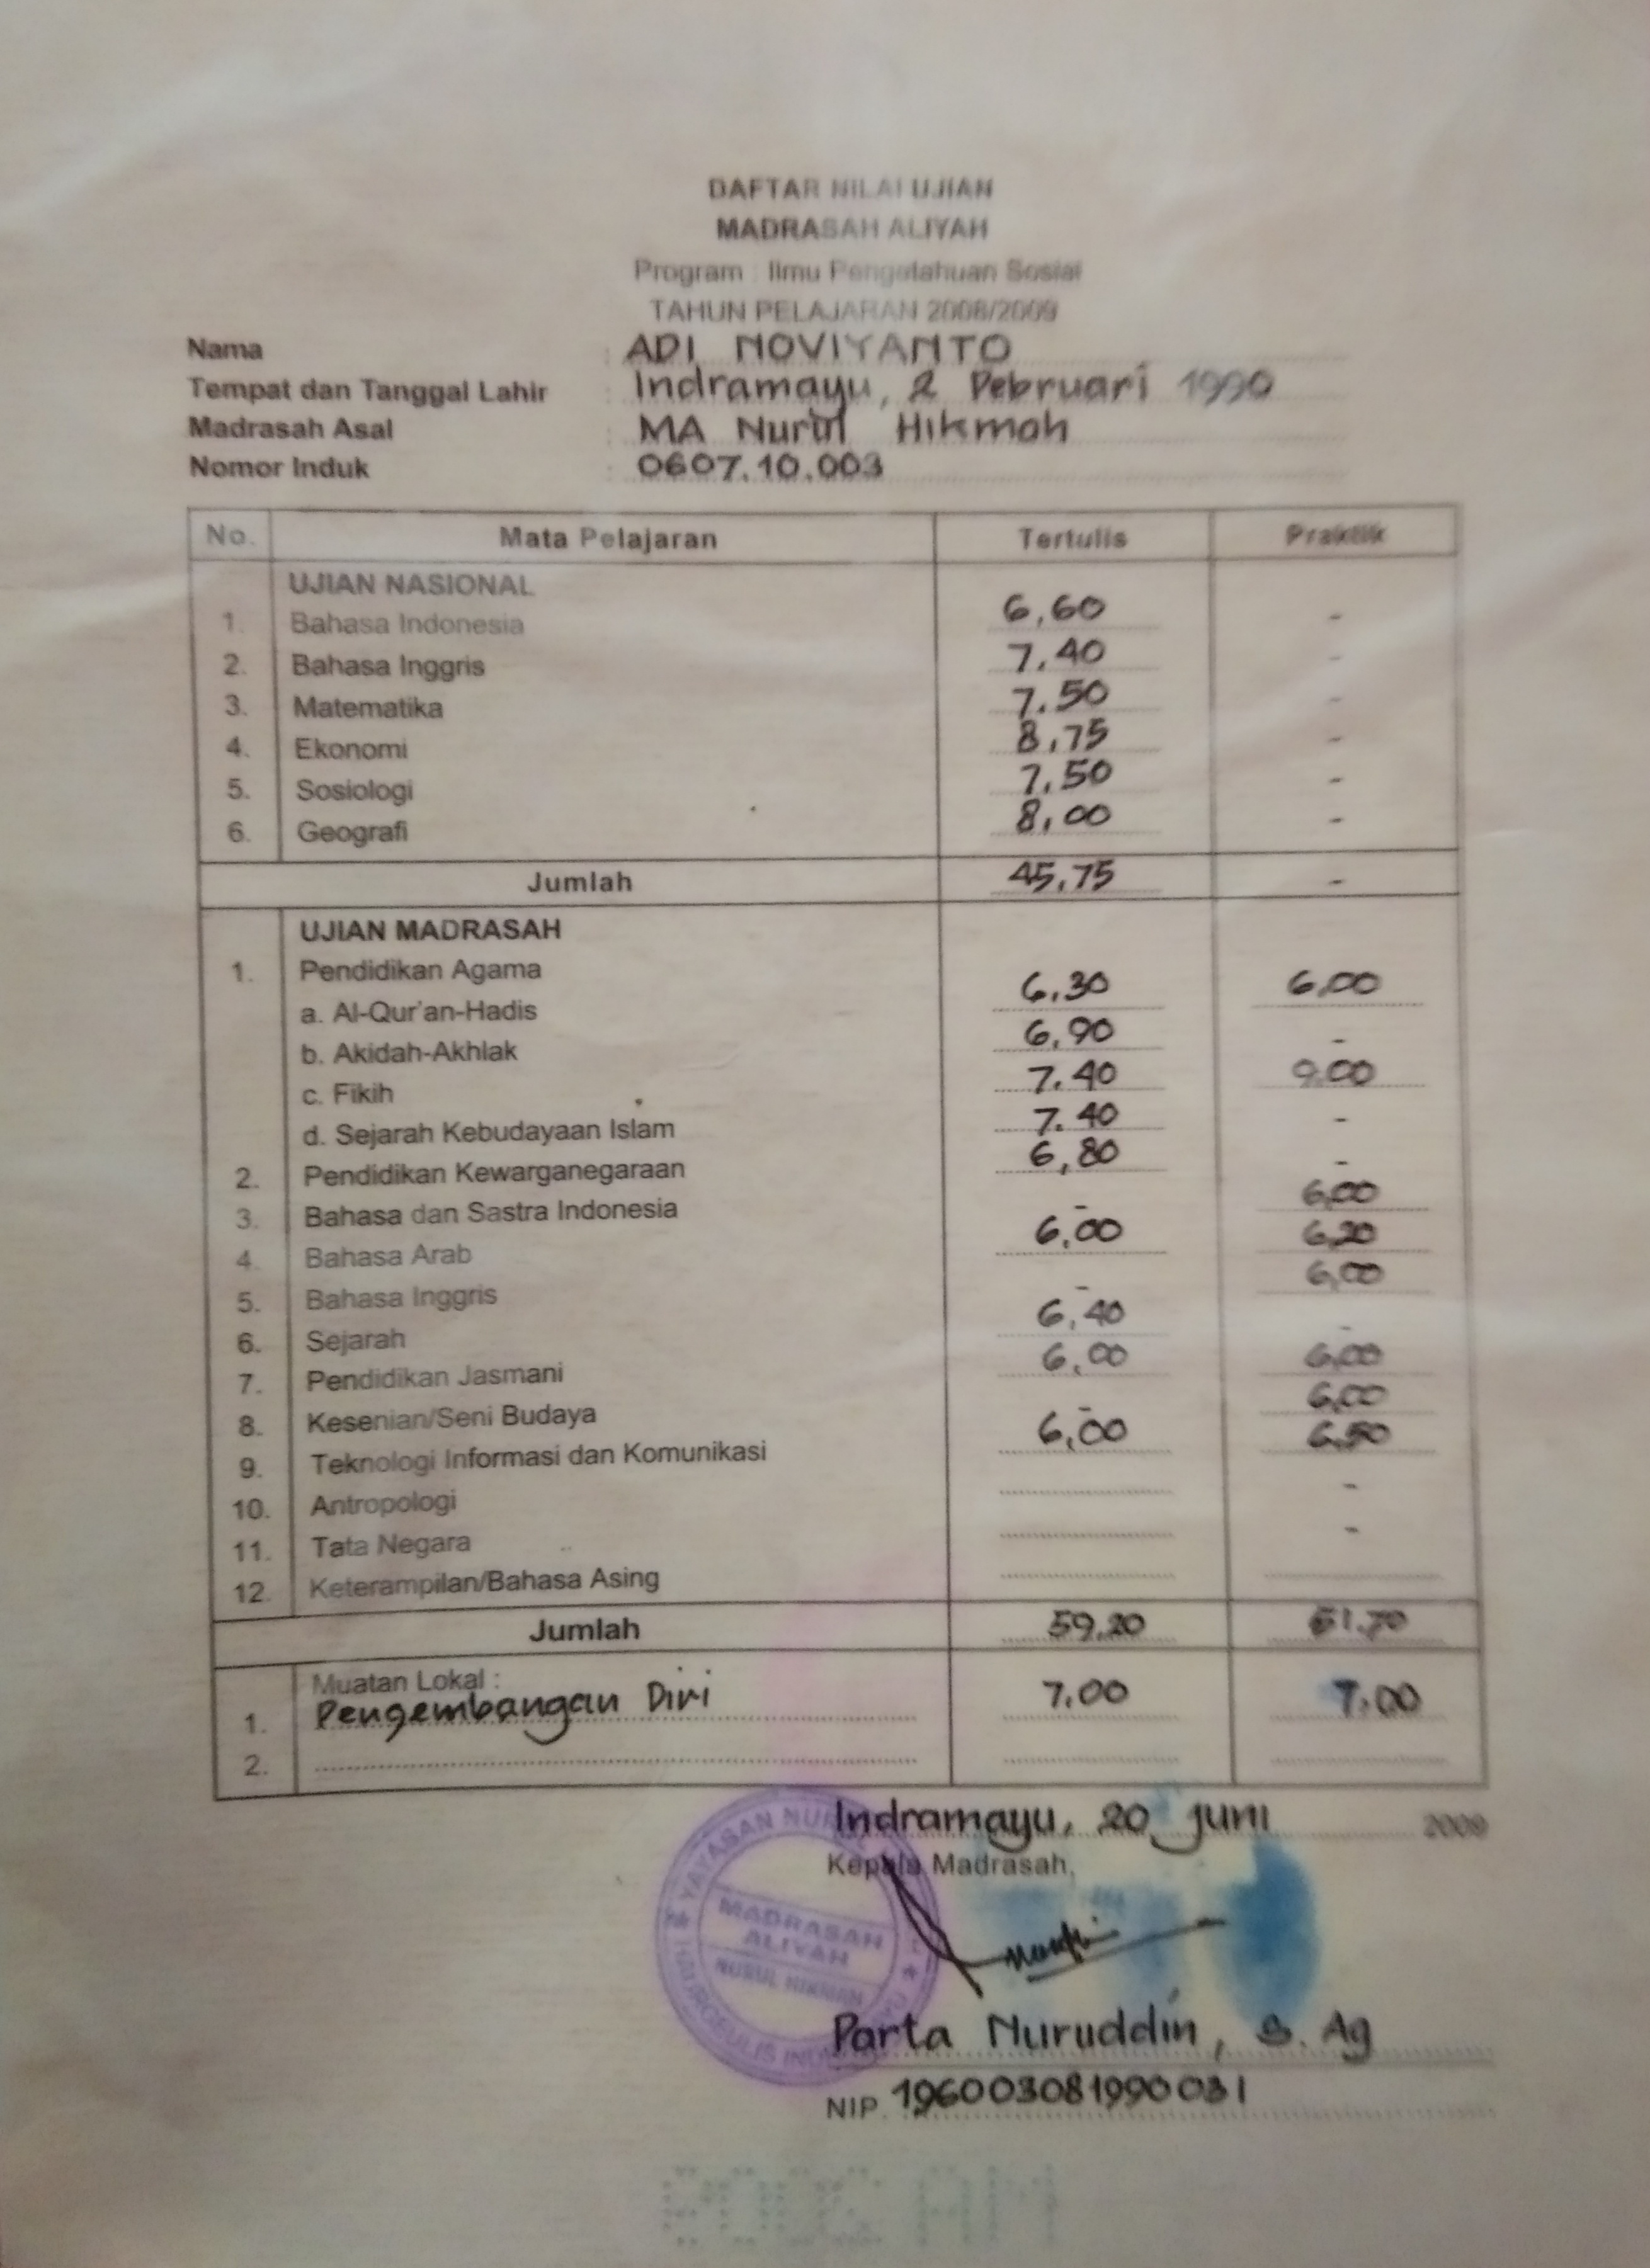 DAFTAR NILAI UJIAN
MADRASAH ALIYAH
Program : Ilmu Pengetahuan Sosial
TAHUN PELAJARAN 2008/2009
Nama : ADI NOVIYANTO
Tempat dan Tanggal Lahir : Indramayu, 2 Pebruari 1990
Madrasah Asal : MA Nurul Hikmah
Nomor Induk : 0607.10.003
No. Mata Pelajaran Tertulis Praktik
UJIAN NASIONAL
1. Bahasa Indonesia 6,60 -
2. Bahasa Inggris 7,40 -
3. Matematika 7,50 -
4. Ekonomi 8,75 -
5. Sosiologi 7,50 -
6. Geografi 8,00 -
Jumlah 45,75 -
UJIAN MADRASAH
1. Pendidikan Agama
a. Al-Qur'an-Hadis 6,30 6,00
b. Akidah-Akhlak 6,90 -
c. Fikih 7.40 9.00
d. Sejarah Kebudayaan Islam 7.40 -
2. Pendidikan Kewarganegaraan 6,80 -
3. Bahasa dan Sastra Indonesia - 6,00
4. Bahasa Arab 6,00 6,20
5. Bahasa Inggris - 6,00
6. Sejarah 6,40 -
7. Pendidikan Jasmani 6,00 6,00
8. Kesenian/Seni Budaya - 6,00
9. Teknologi Informasi dan Komunikasi 6,00 6,50
10. Antropologi -
11. Tata Negara -
12. Keterampilan/Bahasa Asing
Jumlah 59,20 51.70
Muatan Lokal :
1. Pengembangan Diri 7.00 7.00
2.
Indramayu, 20 Juni 2009
Kepala Madrasah,
YAYASAN
MADRASAH
ALIYAH
NURUL HIKMAH
HAURGEULIS
Parta Nuruddin, S. Ag
NIP. 196003081990031